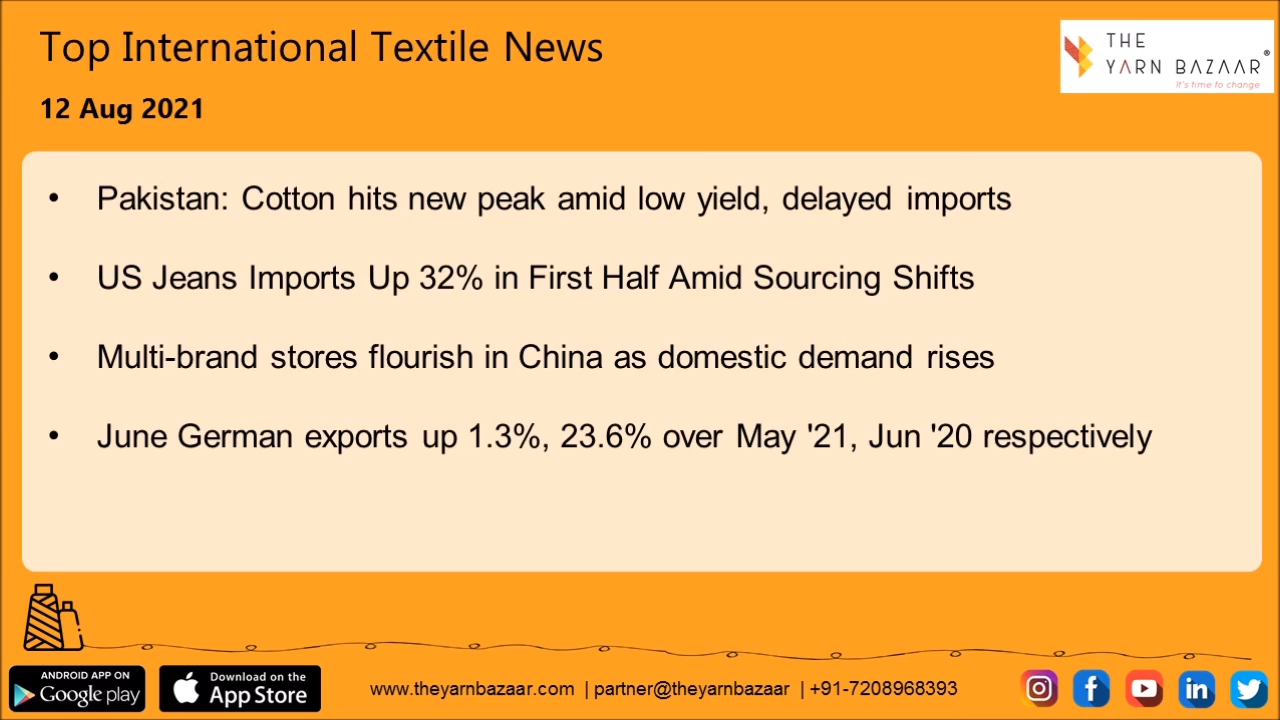 Top International Textile News
12 Aug 2021
THE
YARN BAZAAR®
it's time to change
• Pakistan: Cotton hits new peak amid low yield, delayed imports
• US Jeans Imports Up 32% in First Half Amid Sourcing Shifts
• Multi-brand stores flourish in China as domestic demand rises
• June German exports up 1.3%, 23.6% over May '21, Jun '20 respectively
ANDROID APP ON
Google play
Download on the
App Store
www.theyarnbazaar.com | partner@theyarnbazaar | +91-7208968393